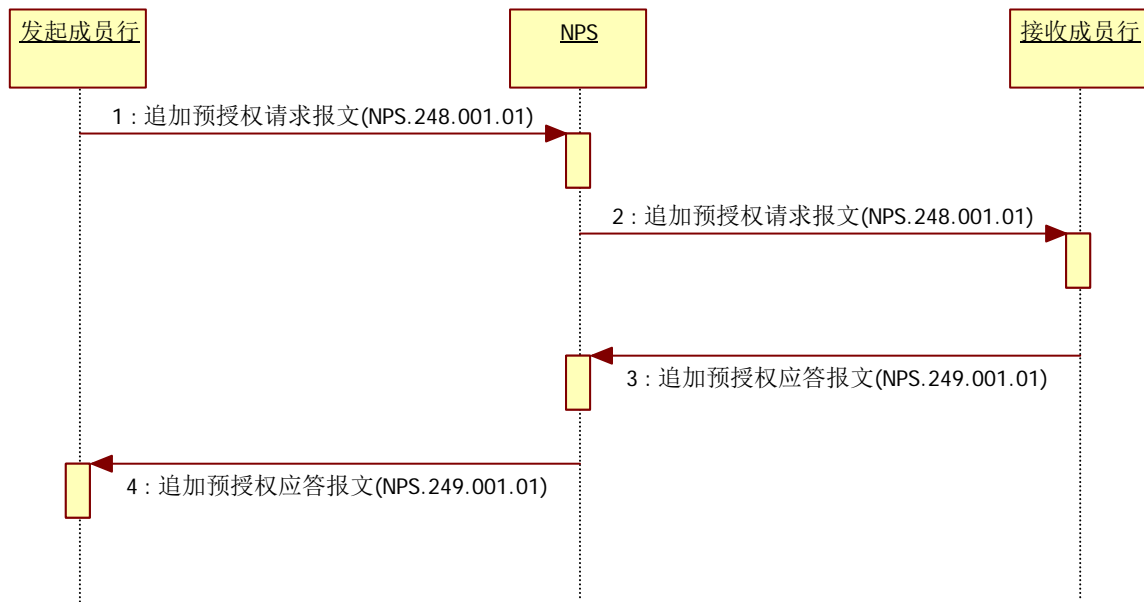 发起成员行
NPS
接收成员行
1 : 追加预授权请求报文(NPS.248.001.01)
2 : 追加预授权请求报文(NPS.248.001.01)
3 : 追加预授权应答报文(NPS.249.001.01)
4 : 追加预授权应答报文(NPS.249.001.01)